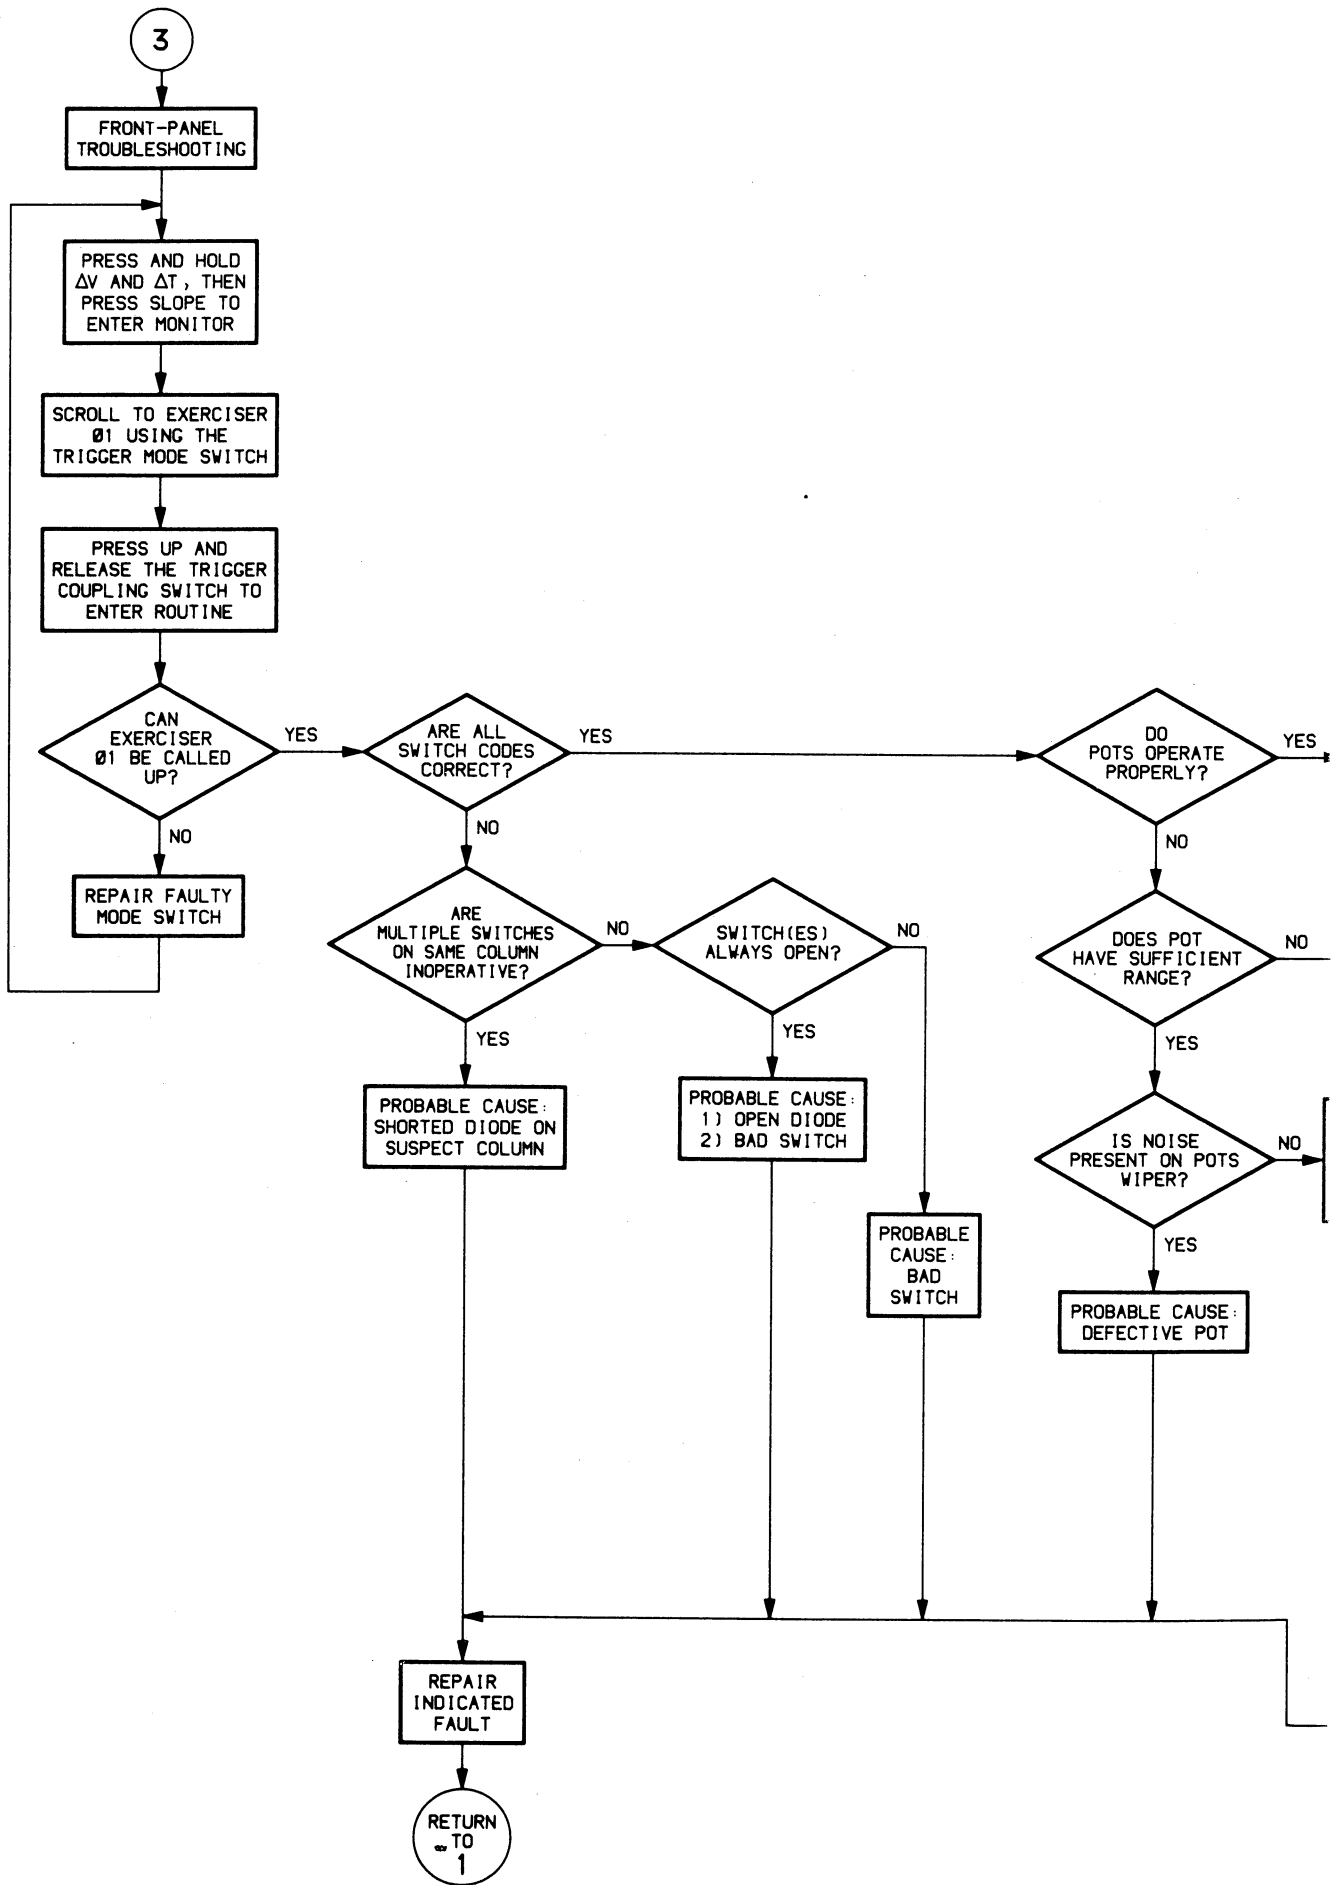 3
FRONT-PANEL
TROUBLESHOOTING
PRESS AND HOLD
ΔV AND ΔT, THEN
PRESS SLOPE TO
ENTER MONITOR
SCROLL TO EXERCISER
Ø1 USING THE
TRIGGER MODE SWITCH
PRESS UP AND
RELEASE THE TRIGGER
COUPLING SWITCH TO
ENTER ROUTINE
CAN
EXERCISER
Ø1 BE CALLED
UP?
YES
NO
REPAIR FAULTY
MODE SWITCH
ARE ALL
SWITCH CODES
CORRECT?
YES
NO
ARE
MULTIPLE SWITCHES
ON SAME COLUMN
INOPERATIVE?
NO
YES
PROBABLE CAUSE:
SHORTED DIODE ON
SUSPECT COLUMN
SWITCH(ES)
ALWAYS OPEN?
NO
YES
PROBABLE CAUSE:
1) OPEN DIODE
2) BAD SWITCH
PROBABLE
CAUSE:
BAD
SWITCH
DO
POTS OPERATE
PROPERLY?
YES
NO
DOES POT
HAVE SUFFICIENT
RANGE?
NO
YES
IS NOISE
PRESENT ON POTS
WIPER?
NO
YES
PROBABLE CAUSE:
DEFECTIVE POT
REPAIR
INDICATED
FAULT
RETURN
TO
1